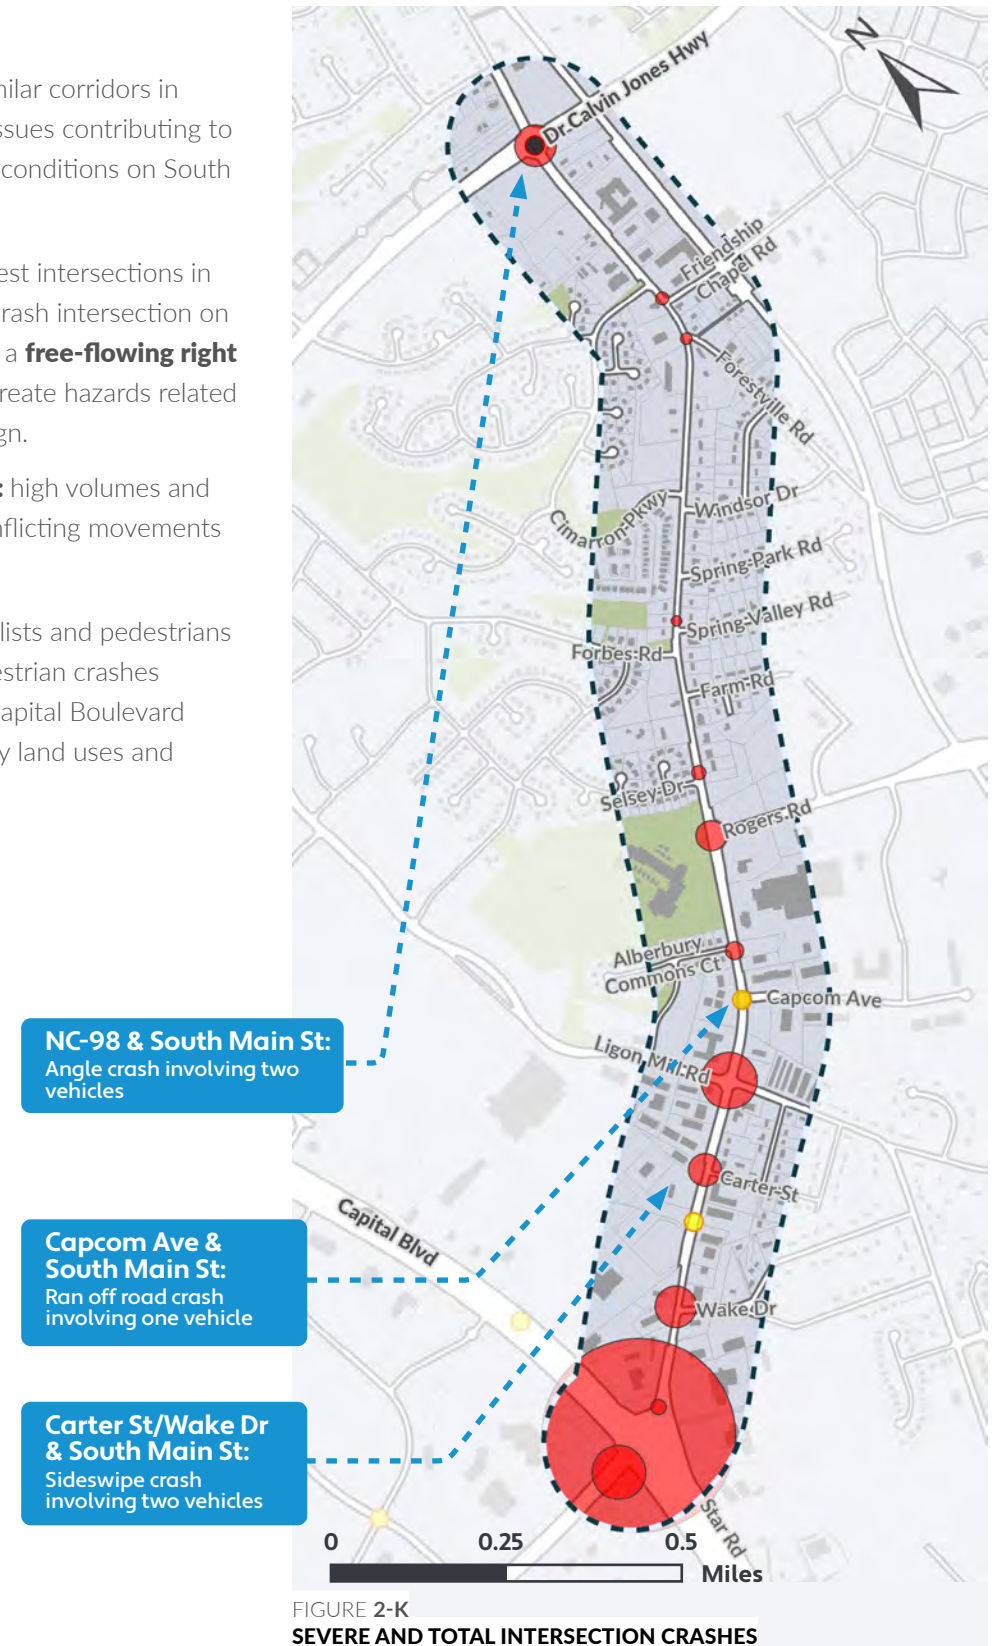 nilar corridors in
ssues contributing to
conditions on South
est intersections in
crash intersection on
a free-flowing right
create hazards related
gn.
: high volumes and
nflicting movements
lists and pedestrians
estrian crashes
Capital Boulevard
y land uses and
N
Dr. Calvin Jones Hwy
Friendship
Chapel Rd
Forestville Rd
Cimarron Pkwy
Windsor Dr
Spring Park Rd
Spring Valley Rd
Forbes Rd
Farm Rd
Selsey Dr
Rogers Rd
Alberbury
Commons Ct
Capcom Ave
Ligon Mill Rd
Carter St
Capital Blvd
Wake Dr
Star Rd
NC-98 & South Main St:
Angle crash involving two
vehicles
Capcom Ave &
South Main St:
Ran off road crash
involving one vehicle
Carter St/Wake Dr
& South Main St:
Sideswipe crash
involving two vehicles
0 0.25 0.5
Miles
FIGURE 2-K
SEVERE AND TOTAL INTERSECTION CRASHES